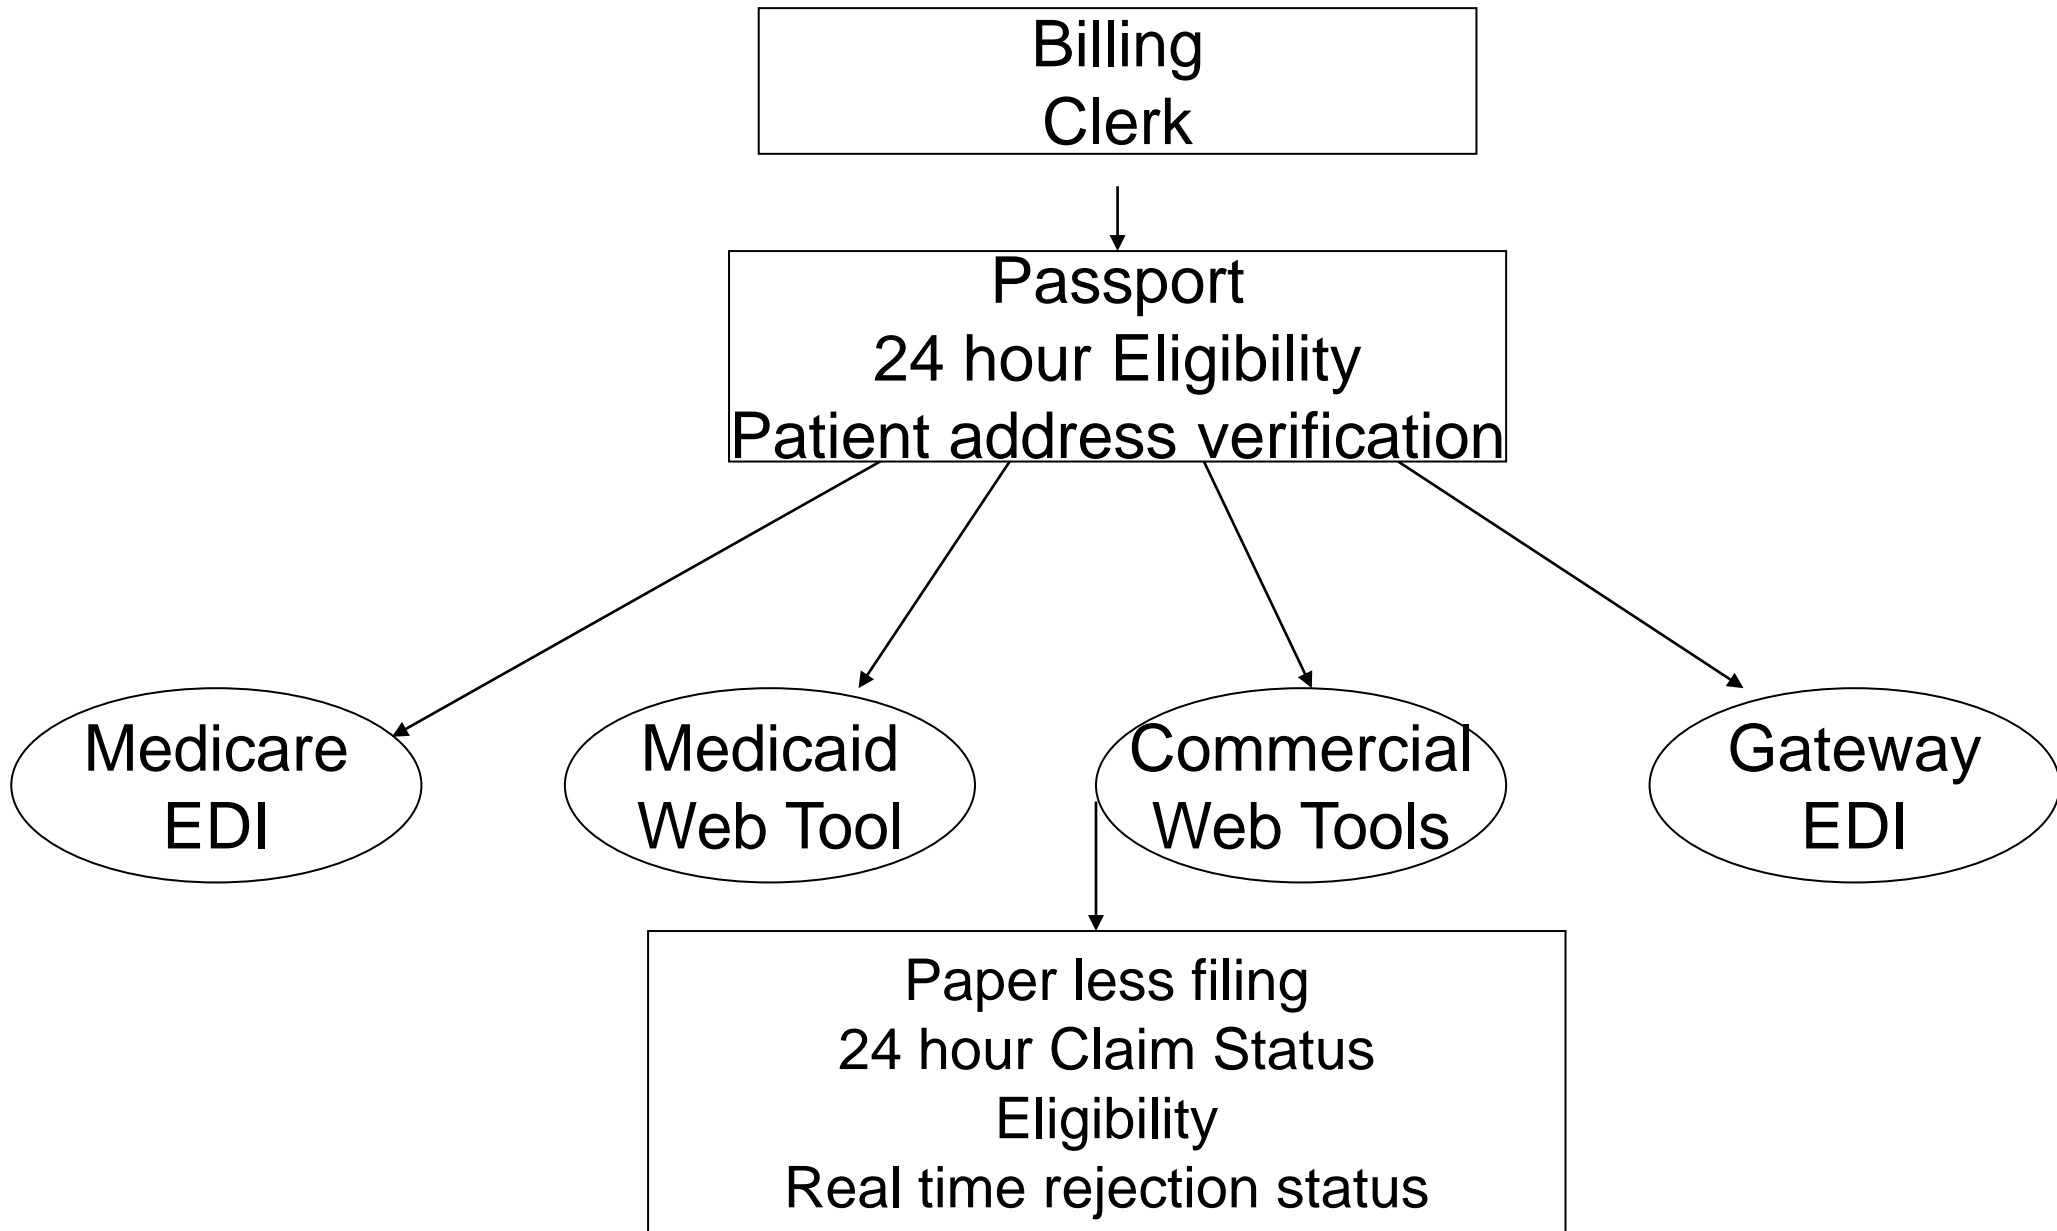 Billing
Clerk
Passport
24 hour Eligibility
Patient address verification
Medicare
EDI
Medicaid
Web Tool
Commercial
Web Tools
Gateway
EDI
Paper less filing
24 hour Claim Status
Eligibility
Real time rejection status